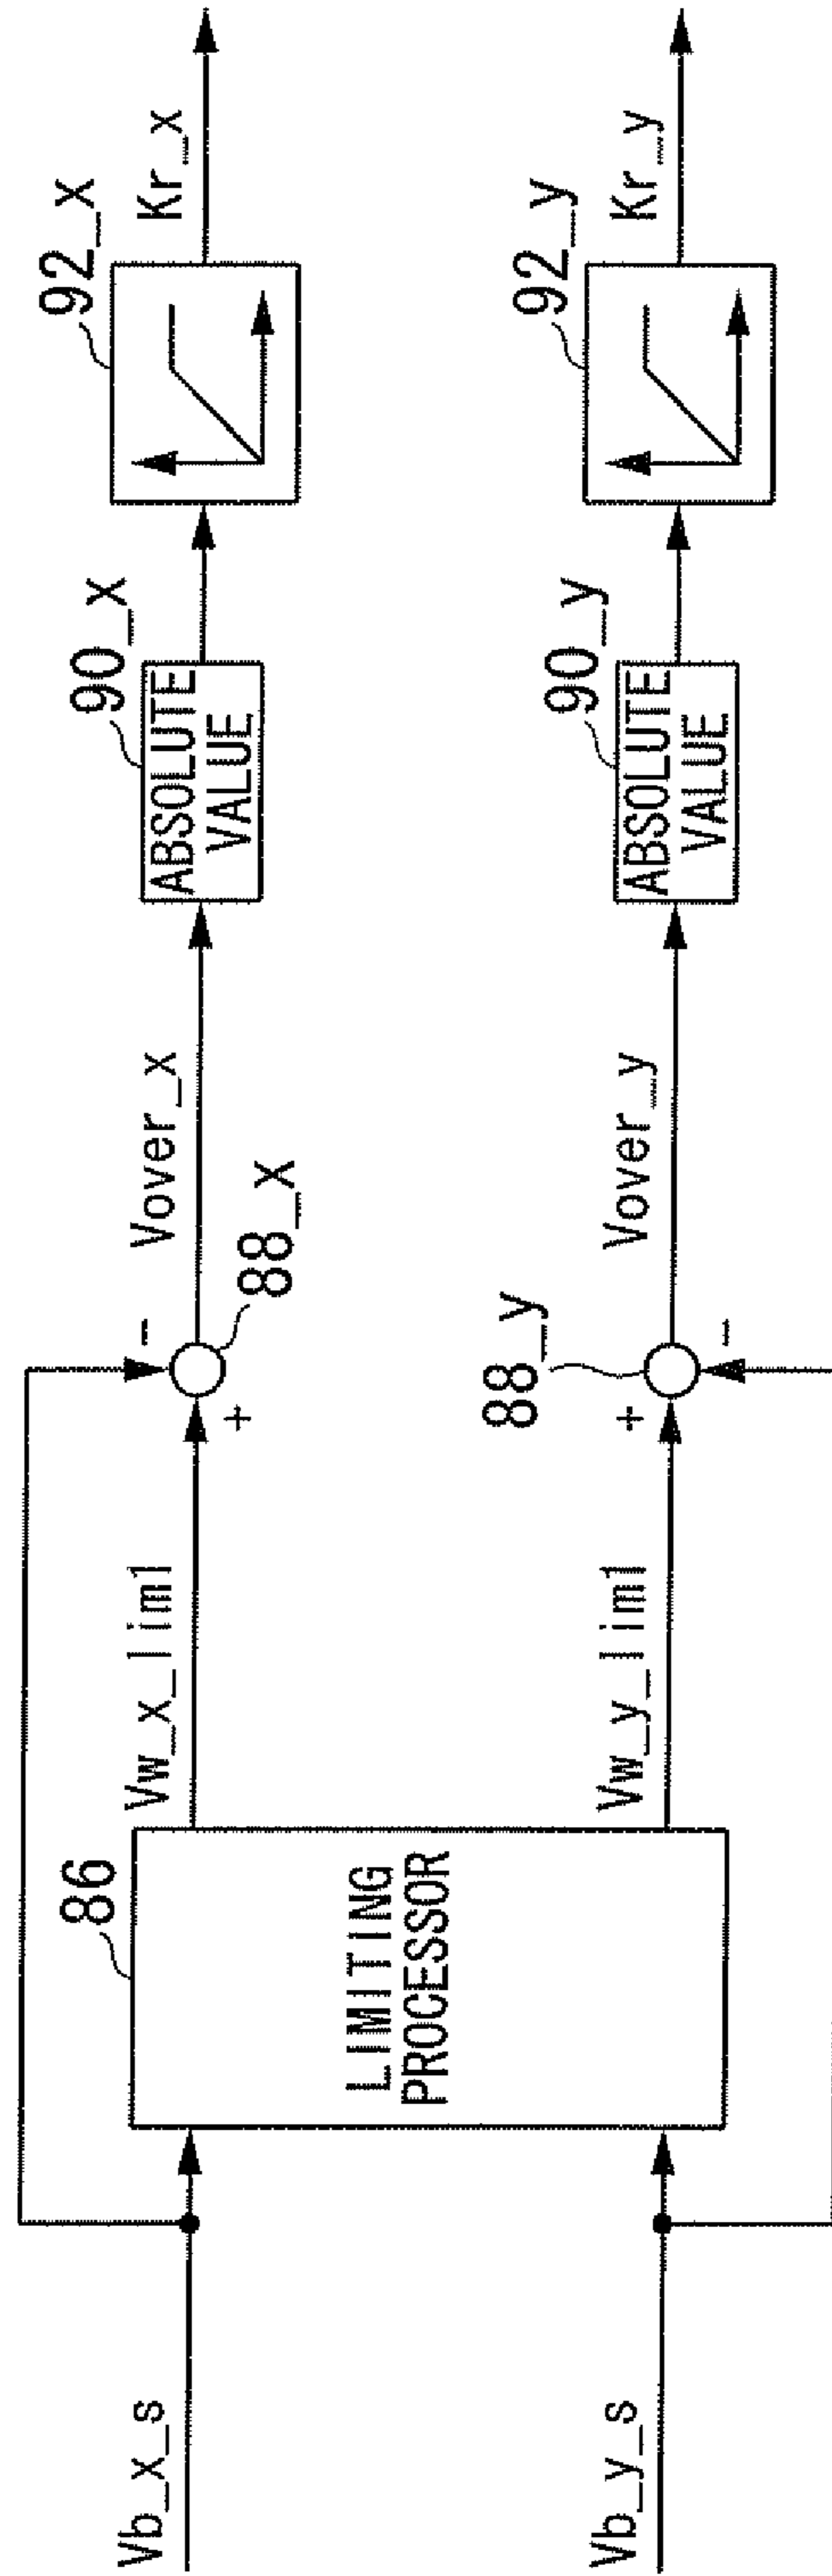 Vb_x_s
86
LIMITING
PROCESSOR
Vw_x_lim1
-
+
88_x
Vover_x
90_x
ABSOLUTE
VALUE
92_x
Kr_x
Vb_y_s
Vw_y_lim1
88_y
+
-
Vover_y
90_y
ABSOLUTE
VALUE
92_y
Kr_y